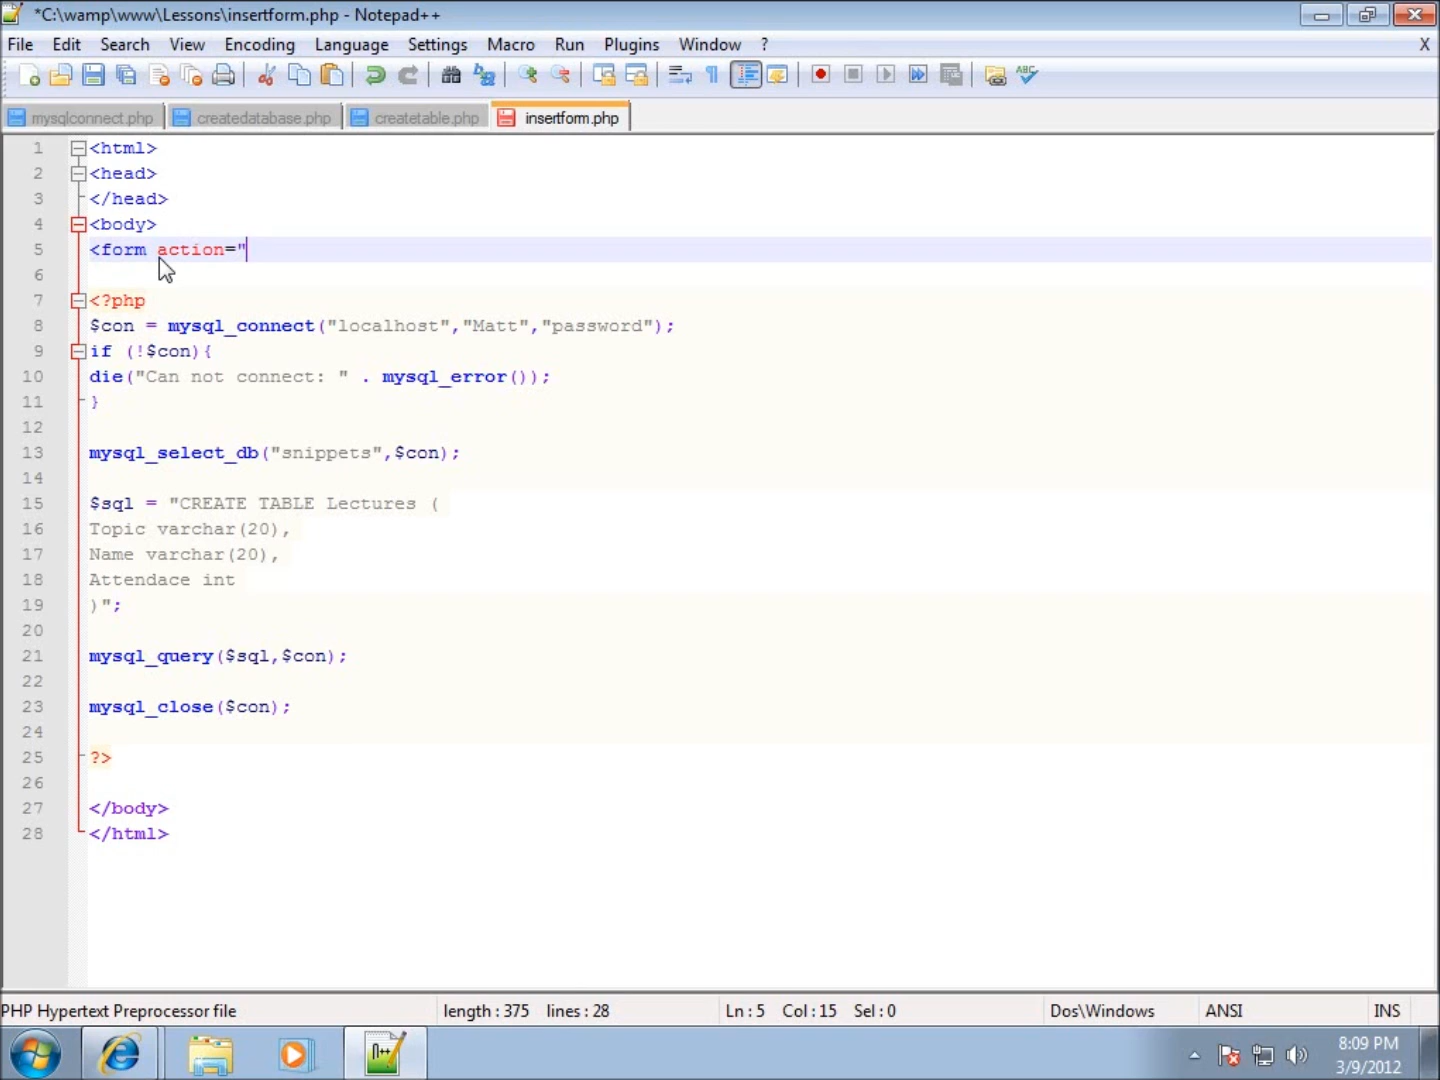 *C:\wamp\www\Lessons\insertform.php - Notepad++
File Edit Search View Encoding Language Settings Macro Run Plugins Window ? X
mysqlconnect.php createdatabase.php createtable.php insertform.php
1 <html>
2 <head>
3 </head>
4 <body>
5 <form action="
6
7 <?php
8 $con = mysql_connect("localhost","Matt","password");
9 if (!$con){
10 die("Can not connect: " . mysql_error());
11 }
12
13 mysql_select_db("snippets",$con);
14
15 $sql = "CREATE TABLE Lectures (
16 Topic varchar(20),
17 Name varchar(20),
18 Attendace int
19 )";
20
21 mysql_query($sql,$con);
22
23 mysql_close($con);
24
25 ?>
26
27 </body>
28 </html>
PHP Hypertext Preprocessor file length : 375 lines : 28 Ln : 5 Col : 15 Sel : 0 Dos\Windows ANSI INS
8:09 PM
3/9/2012